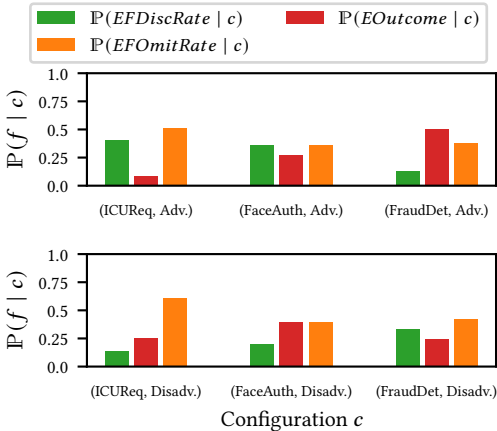 ℙ(EFDiscRate | c) ℙ(EOutcome | c)
ℙ(EFOmitRate | c)
1.0
0.75
0.5
0.25
0.0
ℙ(f | c)
(ICUReq, Adv.) (FaceAuth, Adv.) (FraudDet, Adv.)
1.0
0.75
0.5
0.25
0.0
ℙ(f | c)
(ICUReq, Disadv.) (FaceAuth, Disadv.) (FraudDet, Disadv.)
Configuration c